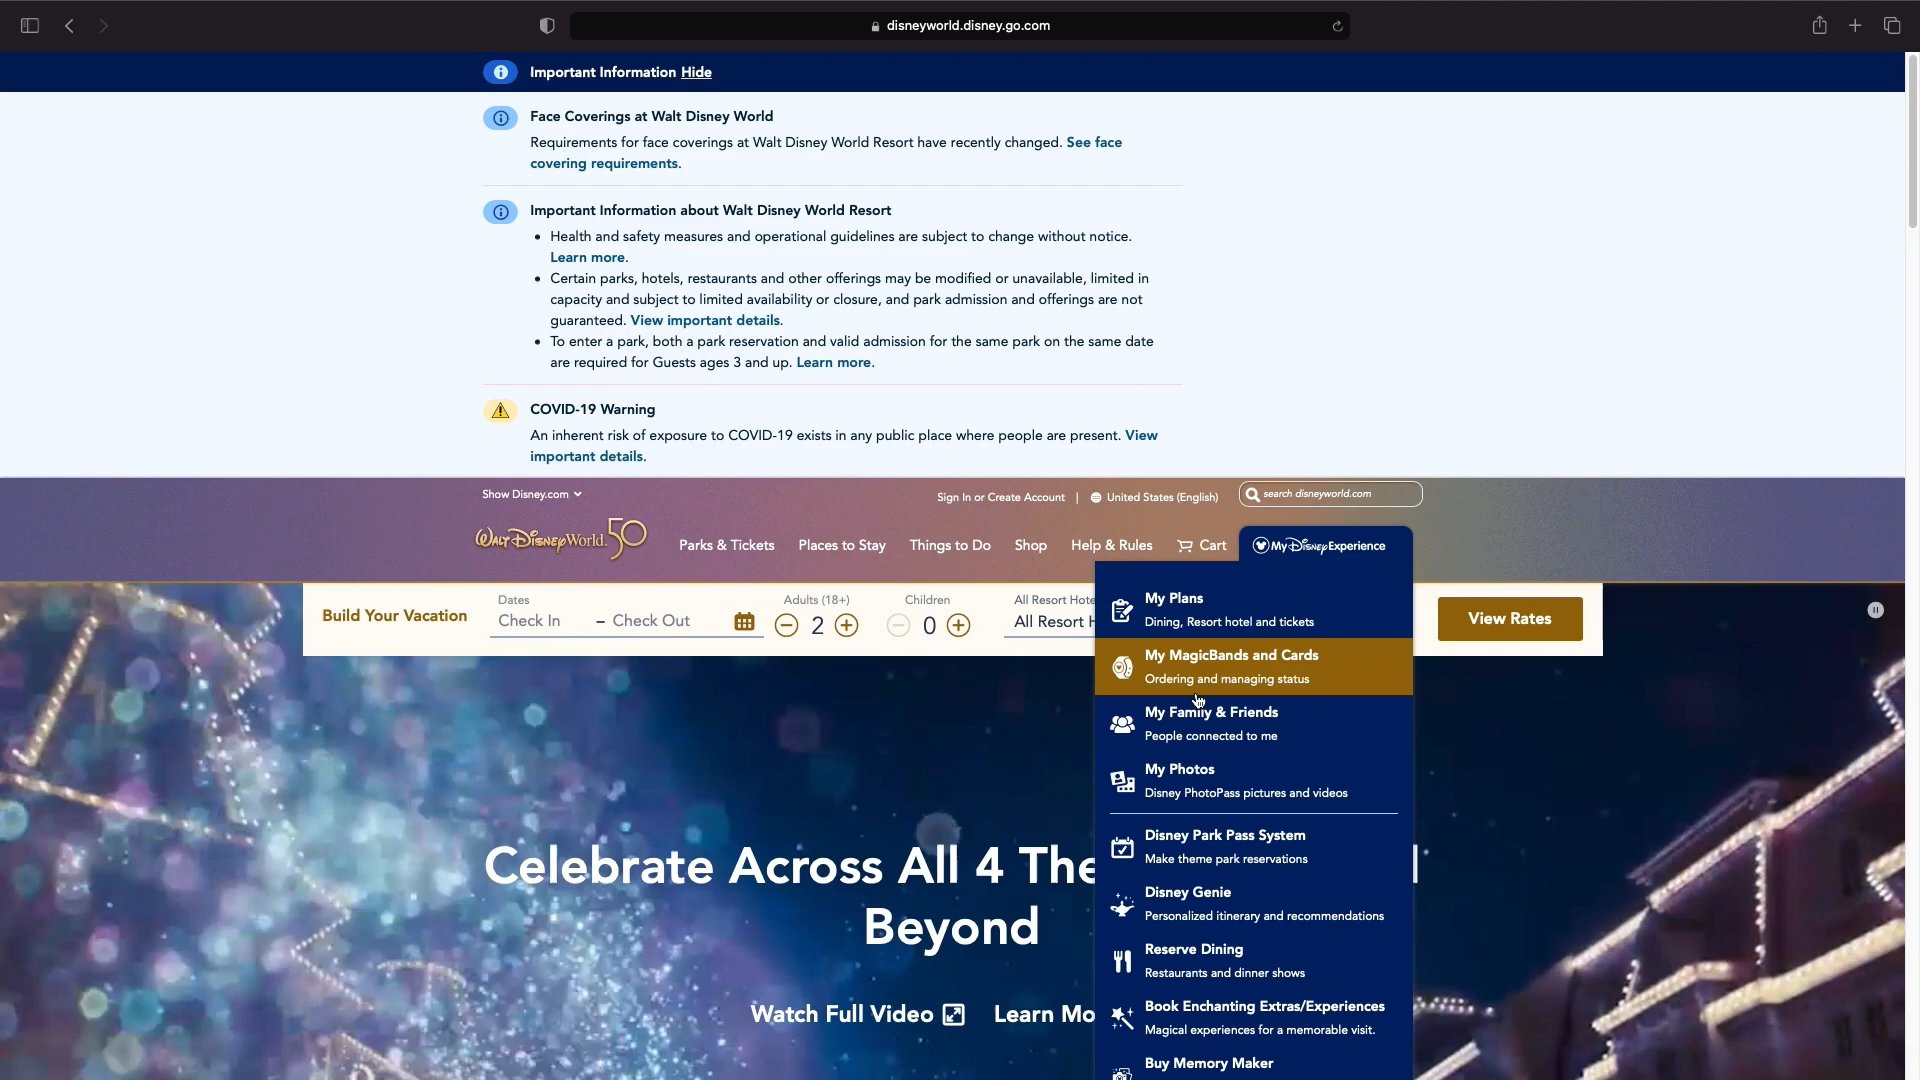 disneyworld.disney.go.com
Important Information Hide
Face Coverings at Walt Disney World
Requirements for face coverings at Walt Disney World Resort have recently changed. See face
covering requirements.
Important Information about Walt Disney World Resort
Health and safety measures and operational guidelines are subject to change without notice.
Learn more.
Certain parks, hotels, restaurants and other offerings may be modified or unavailable, limited in
capacity and subject to limited availability or closure, and park admission and offerings are not
guaranteed. View important details.
To enter a park, both a park reservation and valid admission for the same park on the same date
are required for Guests ages 3 and up. Learn more.
COVID-19 Warning
An inherent risk of exposure to COVID-19 exists in any public place where people are present. View
important details.
Show Disney.com
Sign In or Create Account | United States (English)
search disneyworld.com
Walt Disney World. 50
Parks & Tickets
Places to Stay
Things to Do
Shop
Help & Rules
Cart
My Disney Experience
Build Your Vacation
Dates
Check In – Check Out
Adults (18+)
2
Children
0
All Resort Hote
All Resort H
View Rates
My Plans
Dining, Resort hotel and tickets
My MagicBands and Cards
Ordering and managing status
My Family & Friends
People connected to me
My Photos
Disney PhotoPass pictures and videos
Disney Park Pass System
Make theme park reservations
Disney Genie
Personalized itinerary and recommendations
Reserve Dining
Restaurants and dinner shows
Book Enchanting Extras/Experiences
Magical experiences for a memorable visit.
Buy Memory Maker
Celebrate Across All 4 The
Beyond
Watch Full Video
Learn Mo